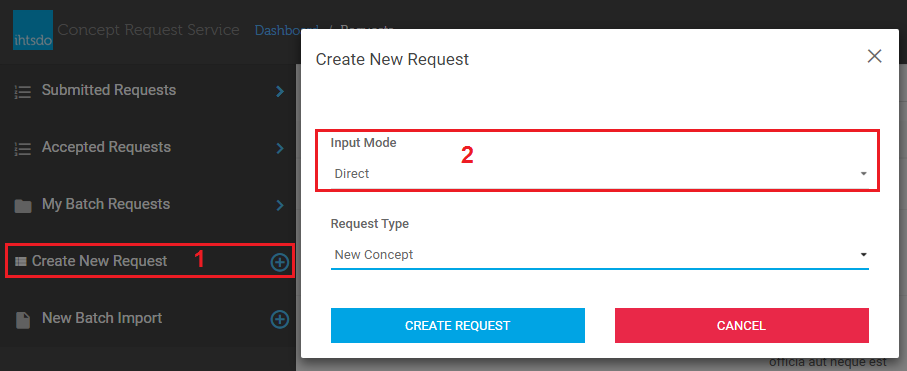 ihtsdo
Concept Request Service
Dashboard / Requests
Submitted Requests
Accepted Requests
My Batch Requests
Create New Request 1
New Batch Import
Create New Request
Input Mode
2
Direct
Request Type
New Concept
CREATE REQUEST
CANCEL
officia aut neque est